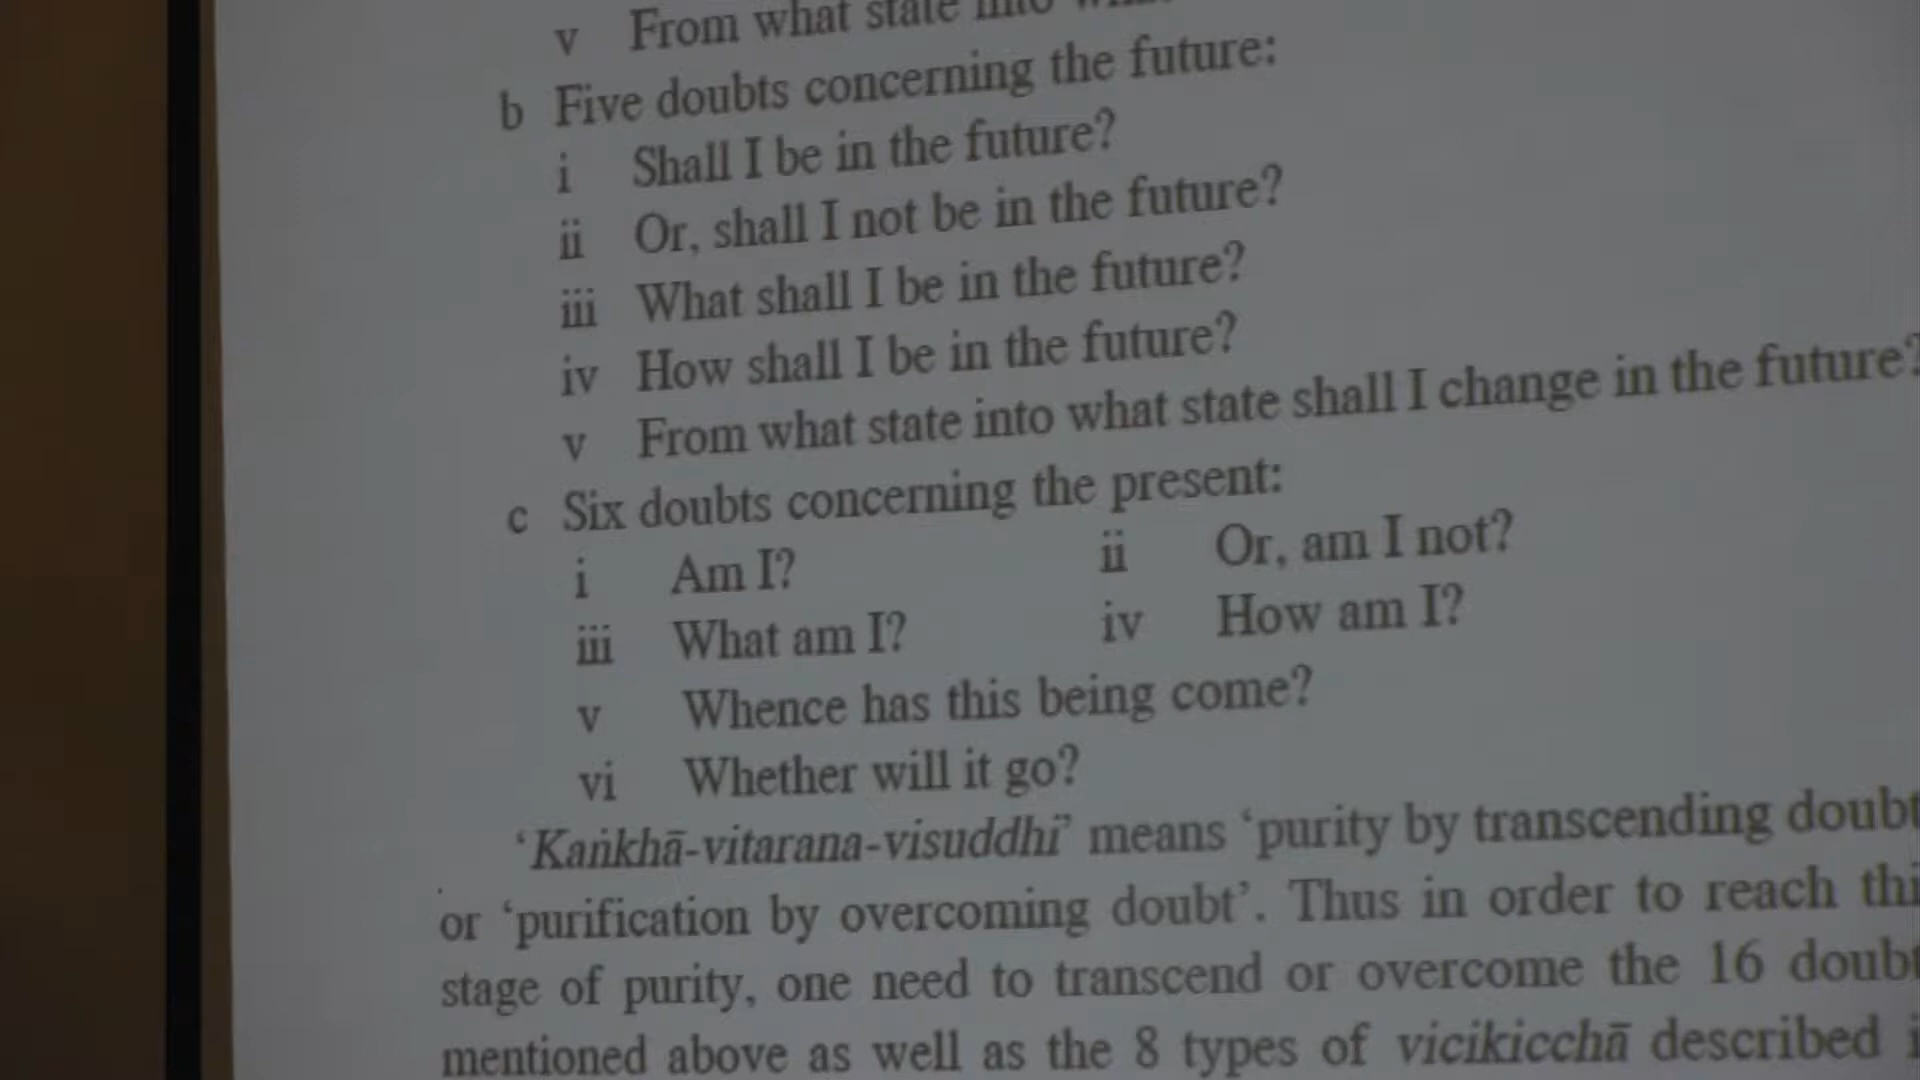 v From what state into
b Five doubts concerning the future:
i Shall I be in the future?
ii Or, shall I not be in the future?
iii What shall I be in the future?
iv How shall I be in the future?
v From what state into what state shall I change in the future?
c Six doubts concerning the present:
i Am I? ii Or, am I not?
iii What am I? iv How am I?
v Whence has this being come?
vi Whether will it go?
‘Kaṅkhā-vitarana-visuddhi’ means ‘purity by transcending doubt
or ‘purification by overcoming doubt’. Thus in order to reach thi
stage of purity, one need to transcend or overcome the 16 doubt
mentioned above as well as the 8 types of vicikicchā described i